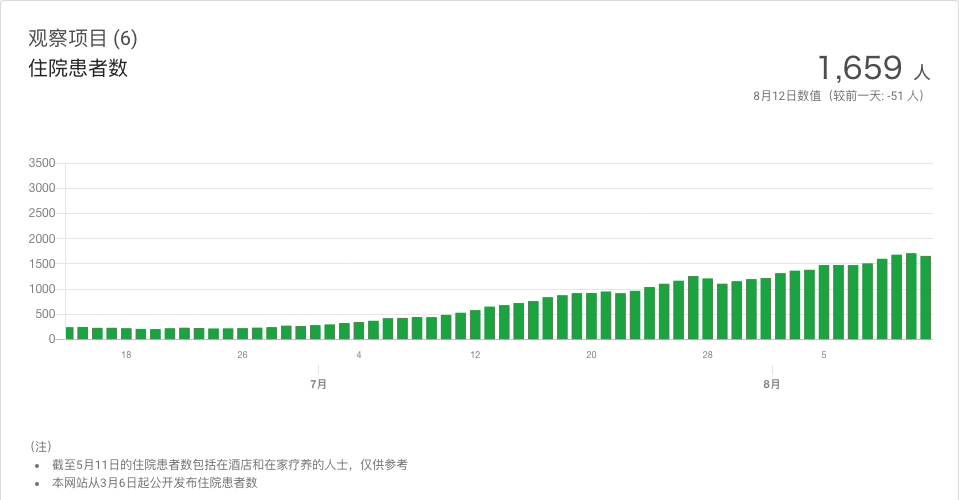 观察项目 (6)
住院患者数
1,659 人
8月12日数值（较前一天: -51 人）
3500
3000
2500
2000
1500
1000
500
0
18 26 4 12 20 28 5
7月 8月
（注）
• 截至5月11日的住院患者数包括在酒店和在家疗养的人士，仅供参考
• 本网站从3月6日起公开发布住院患者数